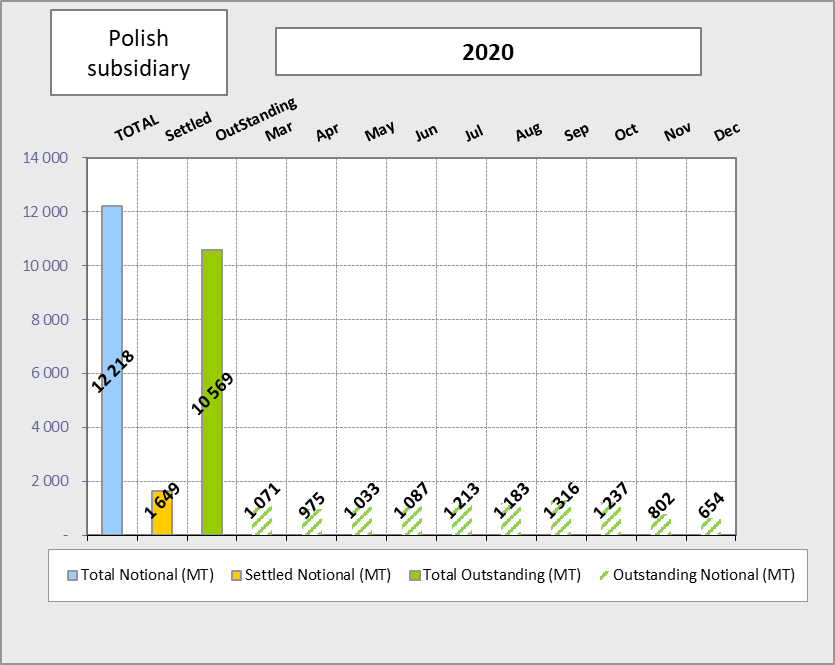 Polish
subsidiary
2020
TOTAL Settled OutStanding Mar Apr May Jun Jul Aug Sep Oct Nov Dec
14 000
12 000
10 000
8 000
6 000
4 000
2 000
-
12 218 1 649 10 569 1 071 975 1 033 1 087 1 213 1 183 1 316 1 237 802 654
Total Notional (MT) Settled Notional (MT) Total Outstanding (MT) Outstanding Notional (MT)